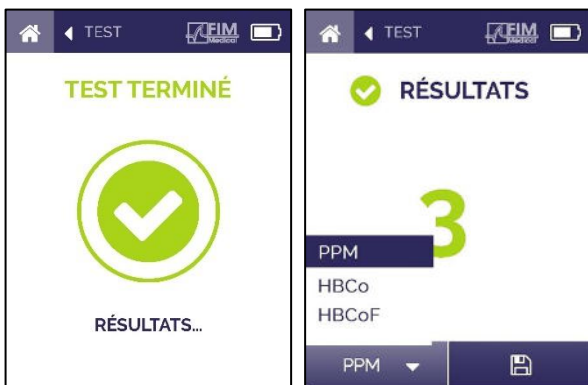 TEST
FIM
Medical
TEST TERMINÉ
RÉSULTATS...
TEST
FIM
Medical
RÉSULTATS
3
PPM
HBCo
HBCoF
PPM